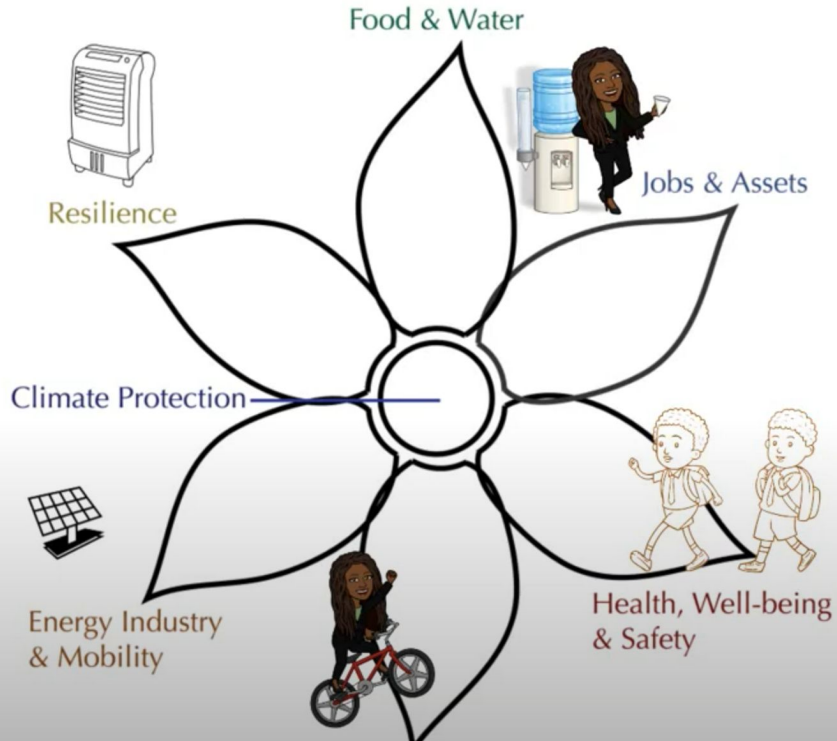 Food & Water
Jobs & Assets
Resilience
Climate Protection
Energy Industry
& Mobility
Health, Well-being
& Safety